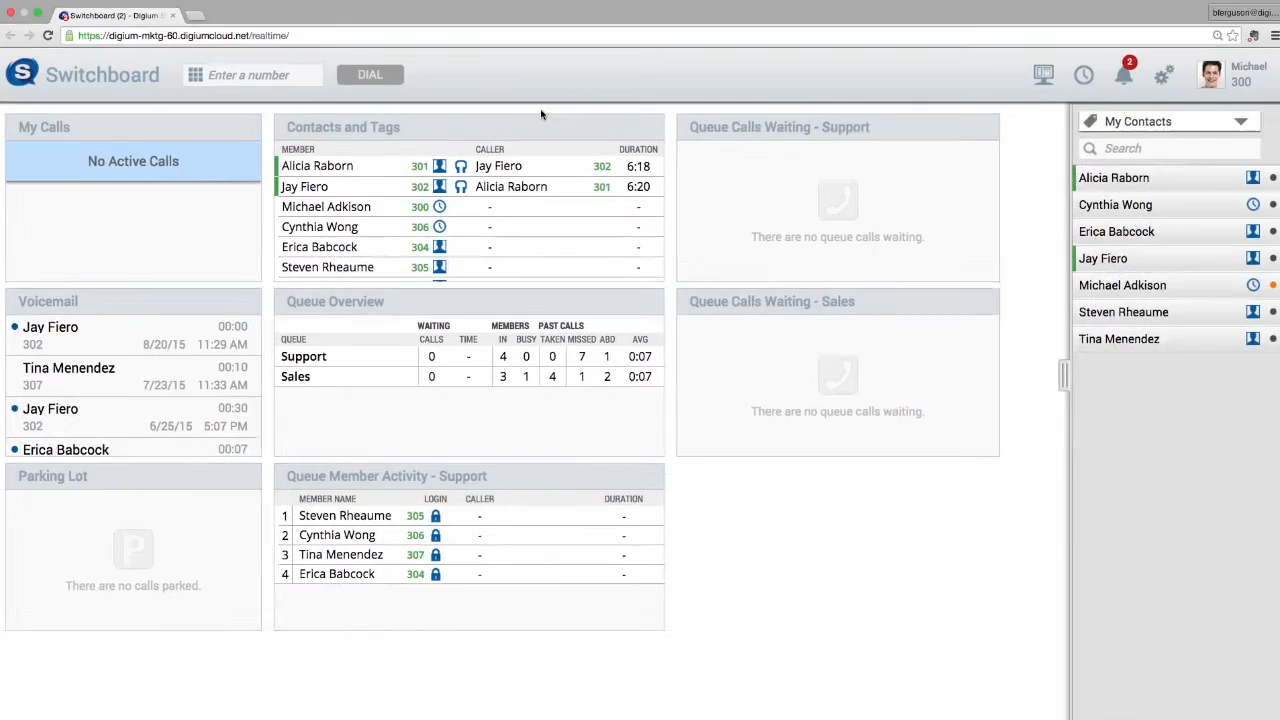 Switchboard (2) - Digium S
bferguson@digi...
https://digium-mktg-60.digiumcloud.net/realtime/
S Switchboard
Enter a number
DIAL
2
Michael
300
My Calls
No Active Calls
Contacts and Tags
MEMBER CALLER DURATION
Alicia Raborn 301 Jay Fiero 302 6:18
Jay Fiero 302 Alicia Raborn 301 6:20
Michael Adkison 300 - -
Cynthia Wong 306 - -
Erica Babcock 304 - -
Steven Rheaume 305 - -
Queue Calls Waiting - Support
There are no queue calls waiting.
My Contacts
Search
Alicia Raborn
Cynthia Wong
Erica Babcock
Jay Fiero
Michael Adkison
Steven Rheaume
Tina Menendez
Voicemail
Jay Fiero 00:00
302 8/20/15 11:29 AM
Tina Menendez 00:10
307 7/23/15 11:33 AM
Jay Fiero 00:30
302 6/25/15 5:07 PM
Erica Babcock 00:07
Queue Overview
WAITING MEMBERS PAST CALLS
QUEUE CALLS TIME IN BUSY TAKEN MISSED ABD AVG
Support 0 - 4 0 0 7 1 0:07
Sales 0 - 3 1 4 1 2 0:07
Queue Calls Waiting - Sales
There are no queue calls waiting.
Parking Lot
P
There are no calls parked.
Queue Member Activity - Support
MEMBER NAME LOGIN CALLER DURATION
1 Steven Rheaume 305 - -
2 Cynthia Wong 306 - -
3 Tina Menendez 307 - -
4 Erica Babcock 304 - -